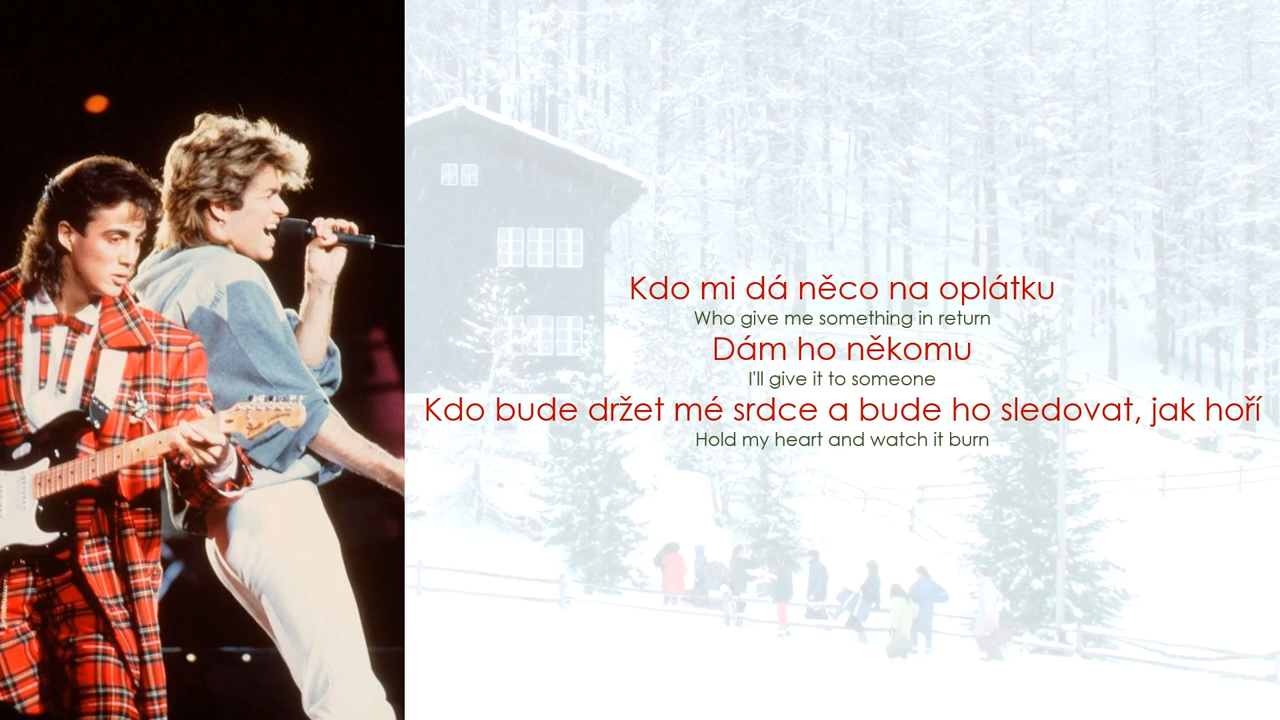 Kdo mi dá něco na oplátku
Who give me something in return
Dám ho někomu
I'll give it to someone
Kdo bude držet mé srdce a bude ho sledovat, jak hoří
Hold my heart and watch it burn